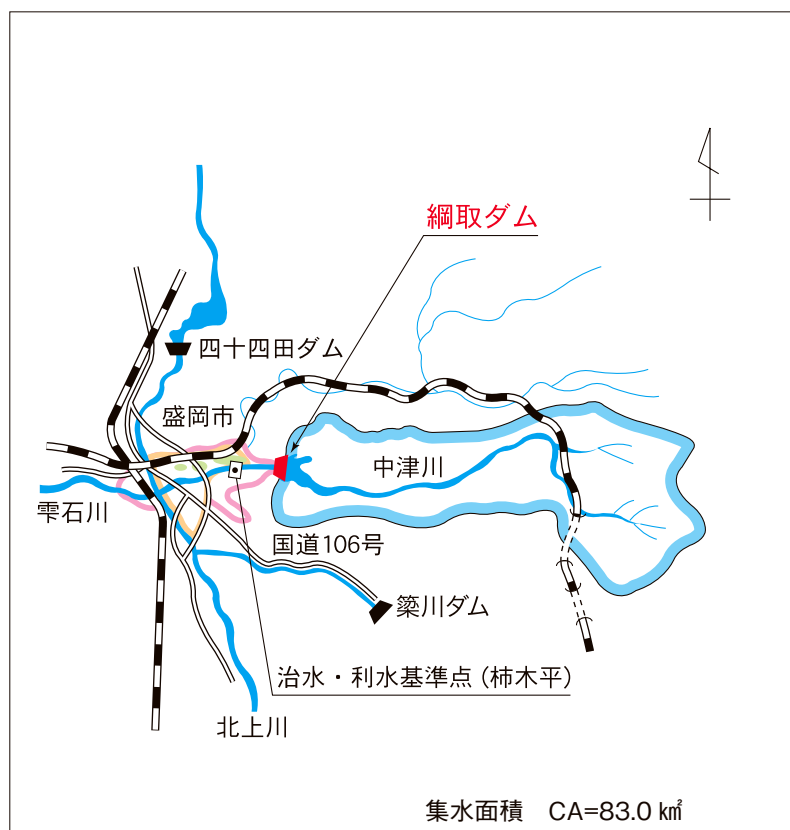 綱取ダム
四十四田ダム
盛岡市
中津川
雫石川
国道106号
簗川ダム
治水・利水基準点(柿木平)
北上川
集水面積 CA=83.0 ㎢